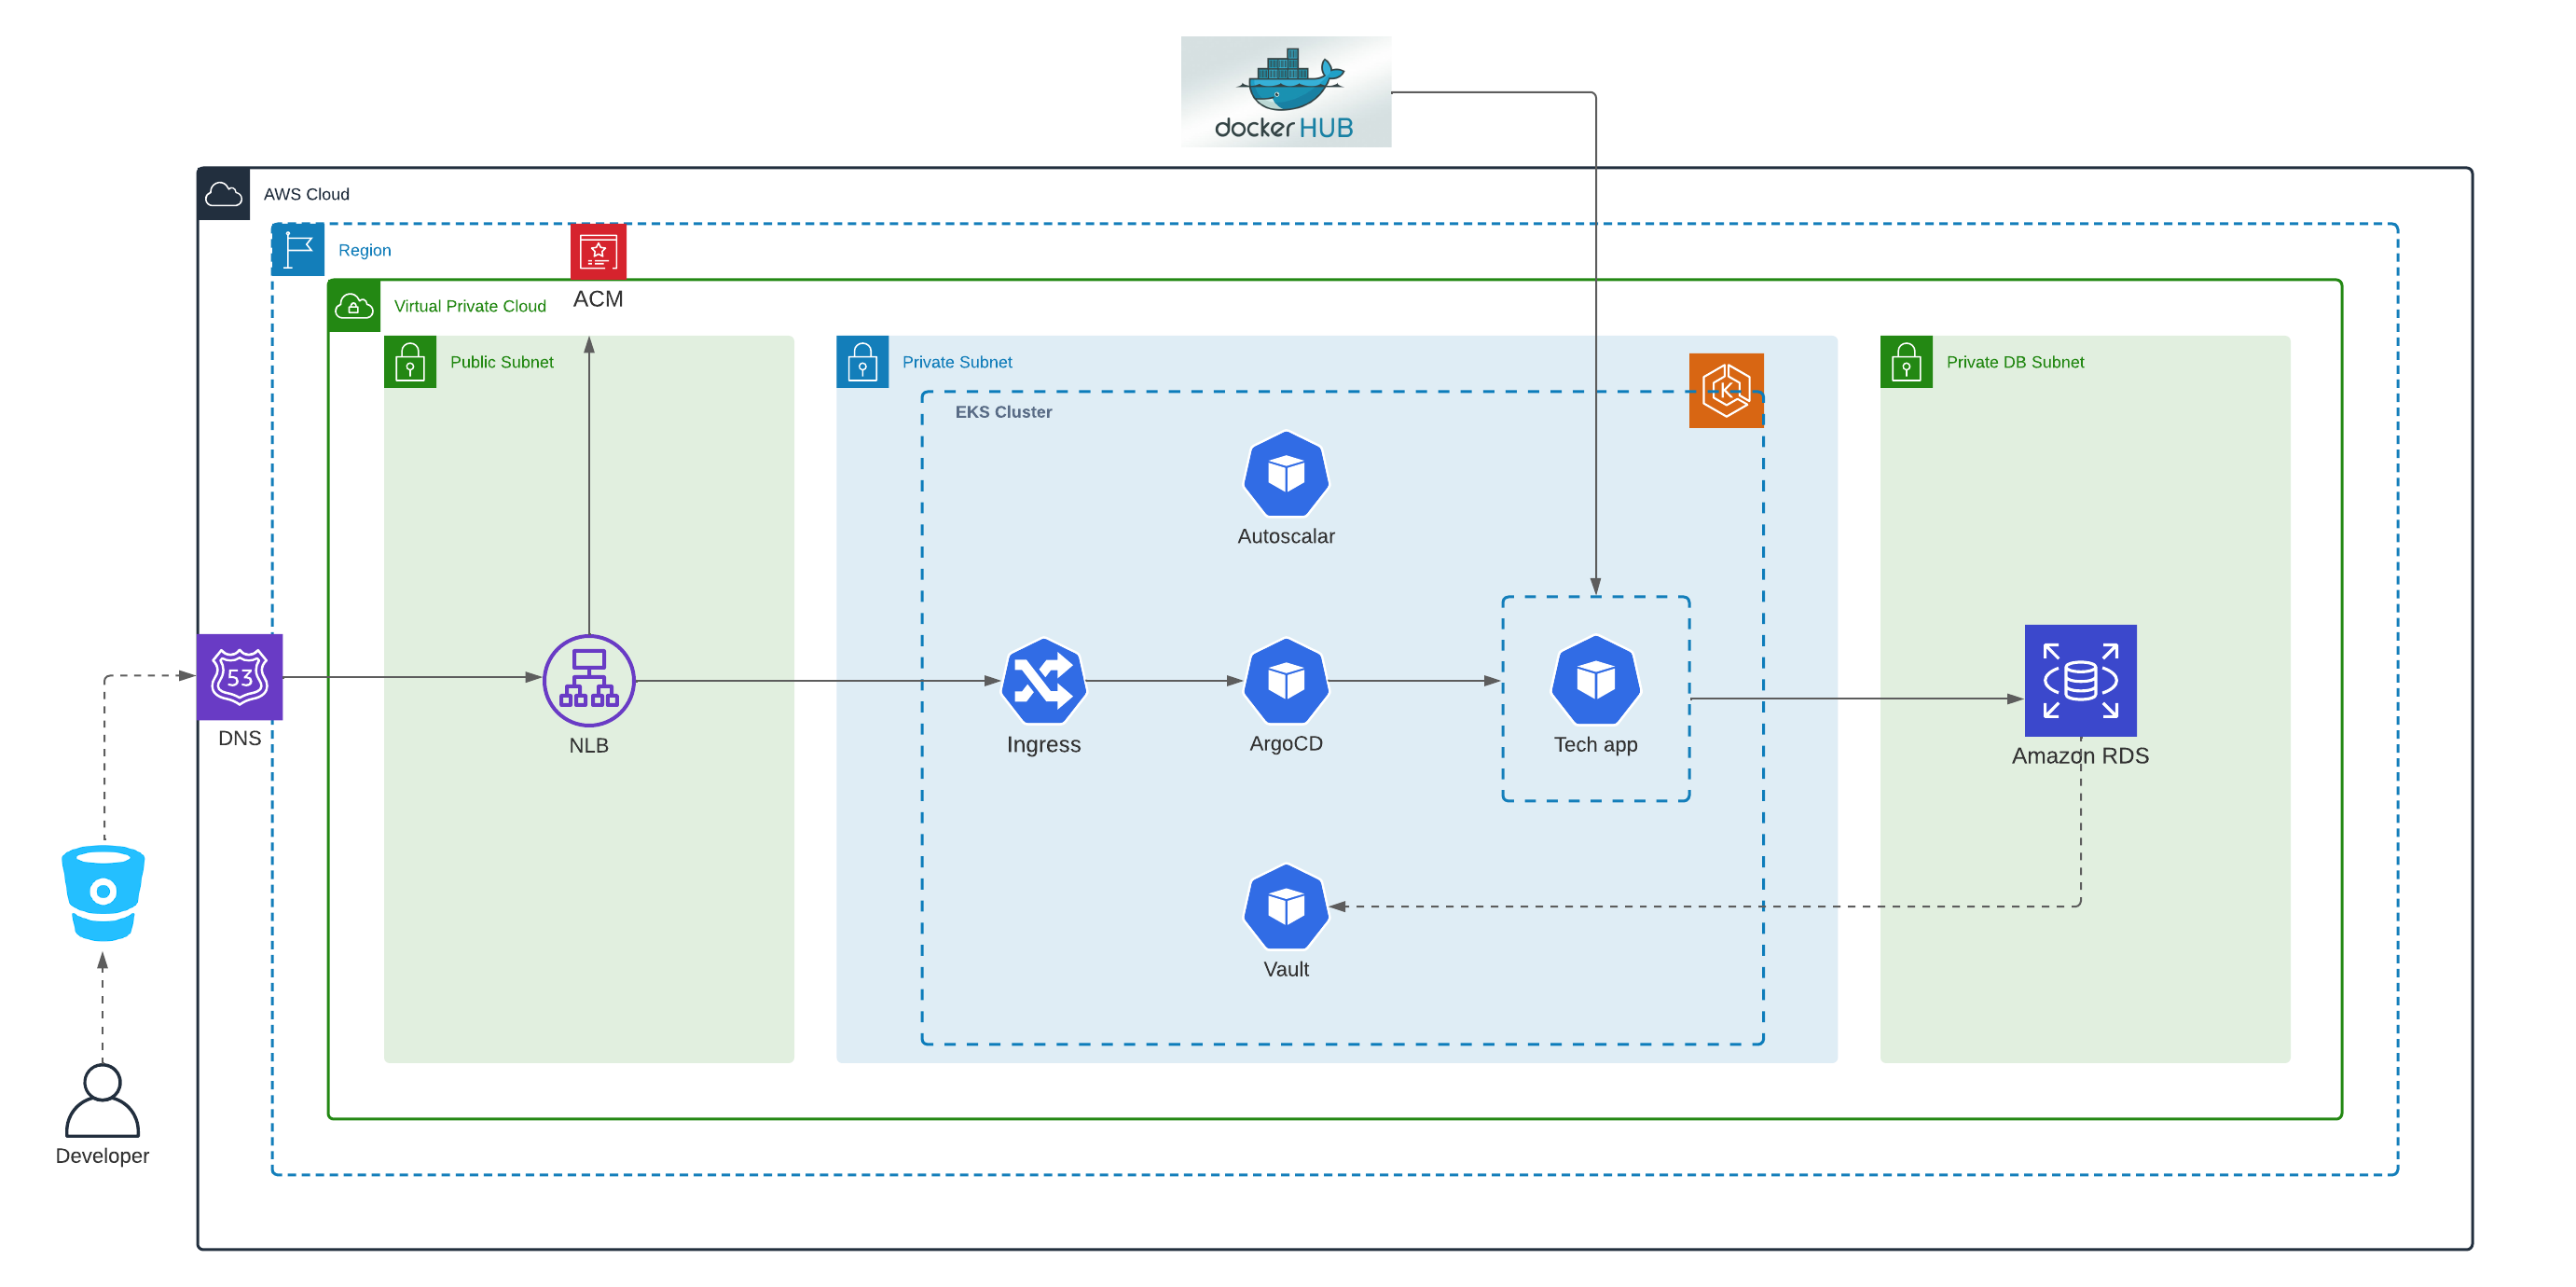 docker HUB
AWS Cloud
Region
ACM
Virtual Private Cloud
Public Subnet
Private Subnet
Private DB Subnet
K
EKS Cluster
Autoscalar
53
DNS
NLB
Ingress
ArgoCD
Tech app
Amazon RDS
Vault
Developer